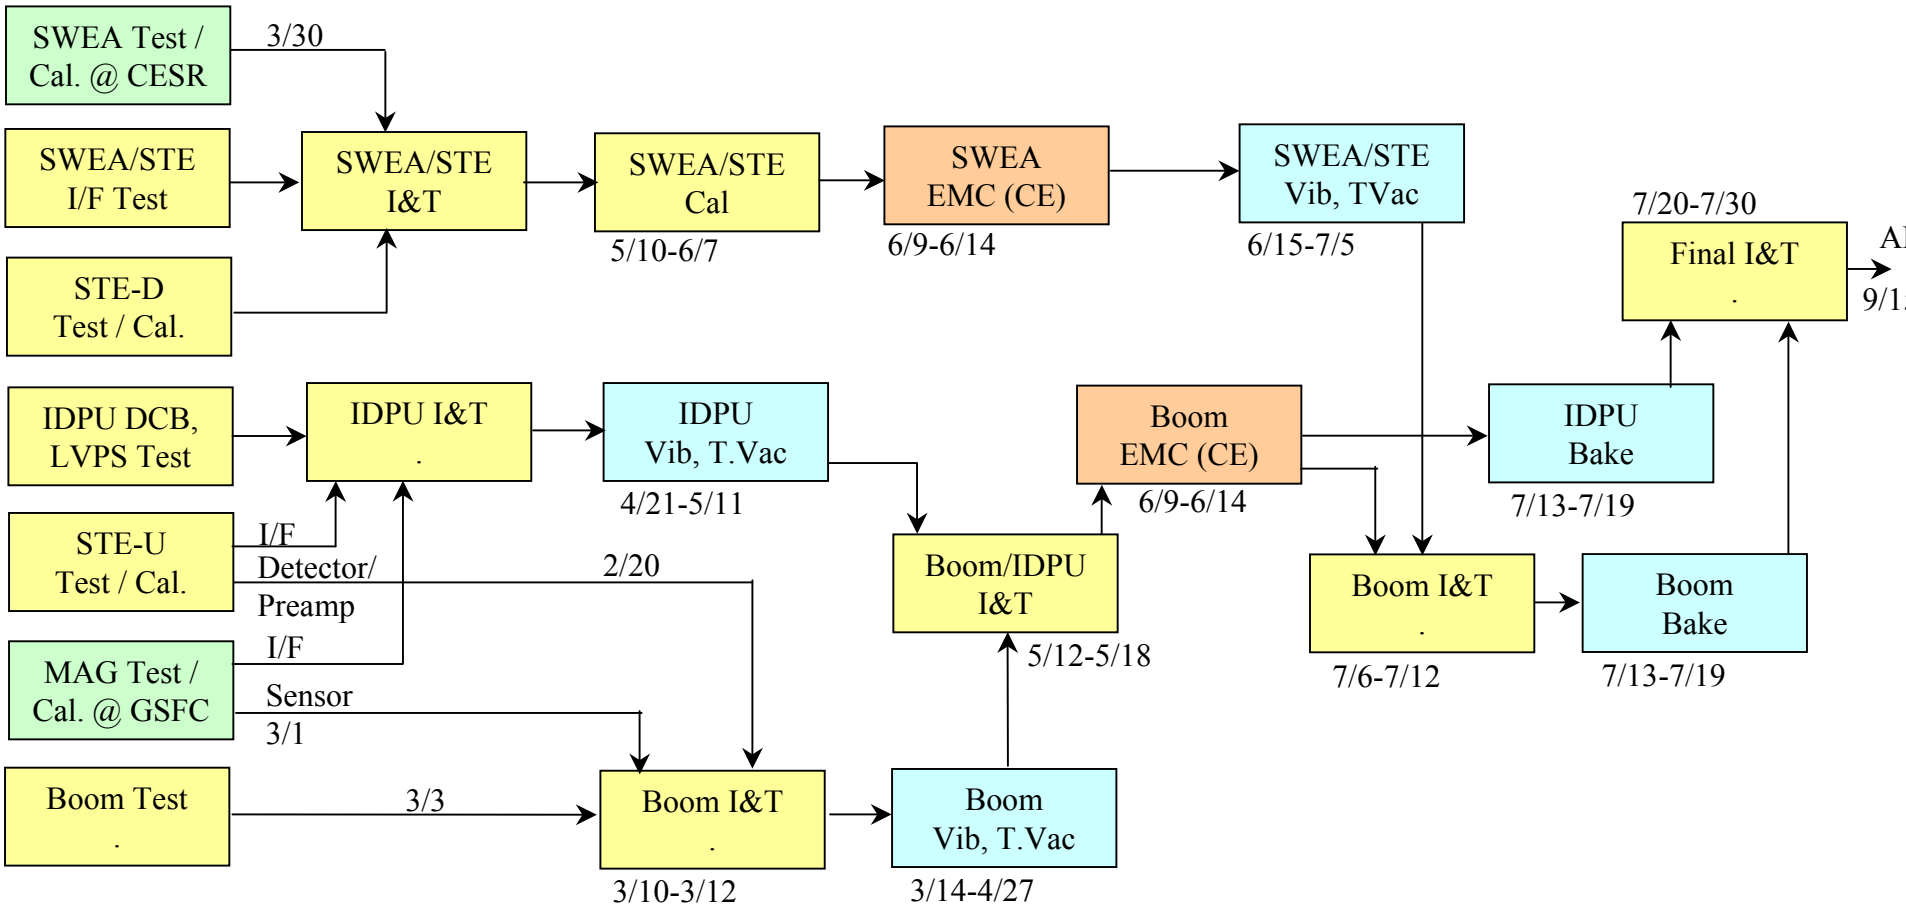 SWEA Test /
Cal. @ CESR
3/30
SWEA/STE
I/F Test
SWEA/STE
I&T
SWEA/STE
Cal
5/10-6/7
SWEA
EMC (CE)
6/9-6/14
SWEA/STE
Vib, TVac
6/15-7/5
7/20-7/30
Final I&T
.
STE-D
Test / Cal.
IDPU DCB,
LVPS Test
IDPU I&T
.
IDPU
Vib, T.Vac
4/21-5/11
Boom
EMC (CE)
6/9-6/14
IDPU
Bake
7/13-7/19
STE-U
Test / Cal.
I/F
Detector/
Preamp
2/20
Boom/IDPU
I&T
5/12-5/18
Boom I&T
.
7/6-7/12
Boom
Bake
7/13-7/19
MAG Test /
Cal. @ GSFC
I/F
Sensor
3/1
Boom Test
.
3/3
Boom I&T
.
3/10-3/12
Boom
Vib, T.Vac
3/14-4/27